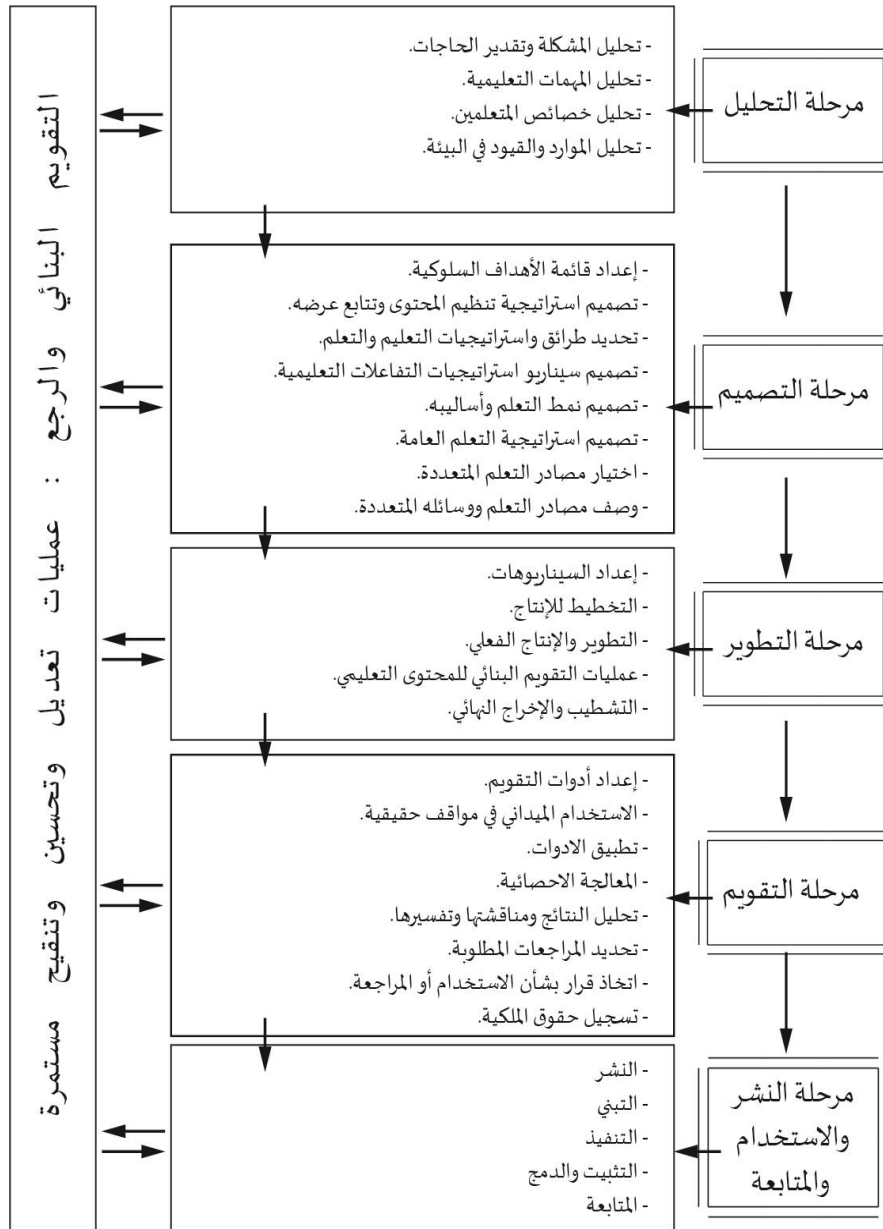 مرحلة التحليل
- تحليل المشكلة وتقدير الحاجات.
- تحليل المهمات التعليمية.
- تحليل خصائص المتعلمين.
- تحليل الموارد والقيود في البيئة.
مرحلة التصميم
- إعداد قائمة الأهداف السلوكية.
- تصميم استراتيجية تنظيم المحتوى وتتابع عرضه.
- تحديد طرائق واستراتيجيات التعليم والتعلم.
- تصميم سيناريو استراتيجيات التفاعلات التعليمية.
- تصميم نمط التعلم وأساليبه.
- تصميم استراتيجية التعلم العامة.
- اختيار مصادر التعلم المتعددة.
- وصف مصادر التعلم ووسائله المتعددة.
مرحلة التطوير
- إعداد السيناريوهات.
- التخطيط للإنتاج.
- التطوير والإنتاج الفعلي.
- عمليات التقويم البنائي للمحتوى التعليمي.
- التشطيب والإخراج النهائي.
مرحلة التقويم
- إعداد أدوات التقويم.
- الاستخدام الميداني في مواقف حقيقية.
- تطبيق الادوات.
- المعالجة الاحصائية.
- تحليل النتائج ومناقشتها وتفسيرها.
- تحديد المراجعات المطلوبة.
- اتخاذ قرار بشأن الاستخدام أو المراجعة.
- تسجيل حقوق الملكية.
مرحلة النشر
والاستخدام
والمتابعة
- النشر
- التبني
- التنفيذ
- التثبيت والدمج
- المتابعة
التقويم البنائي والرجع : عمليات تعديل وتحسين وتنقيح مستمرة